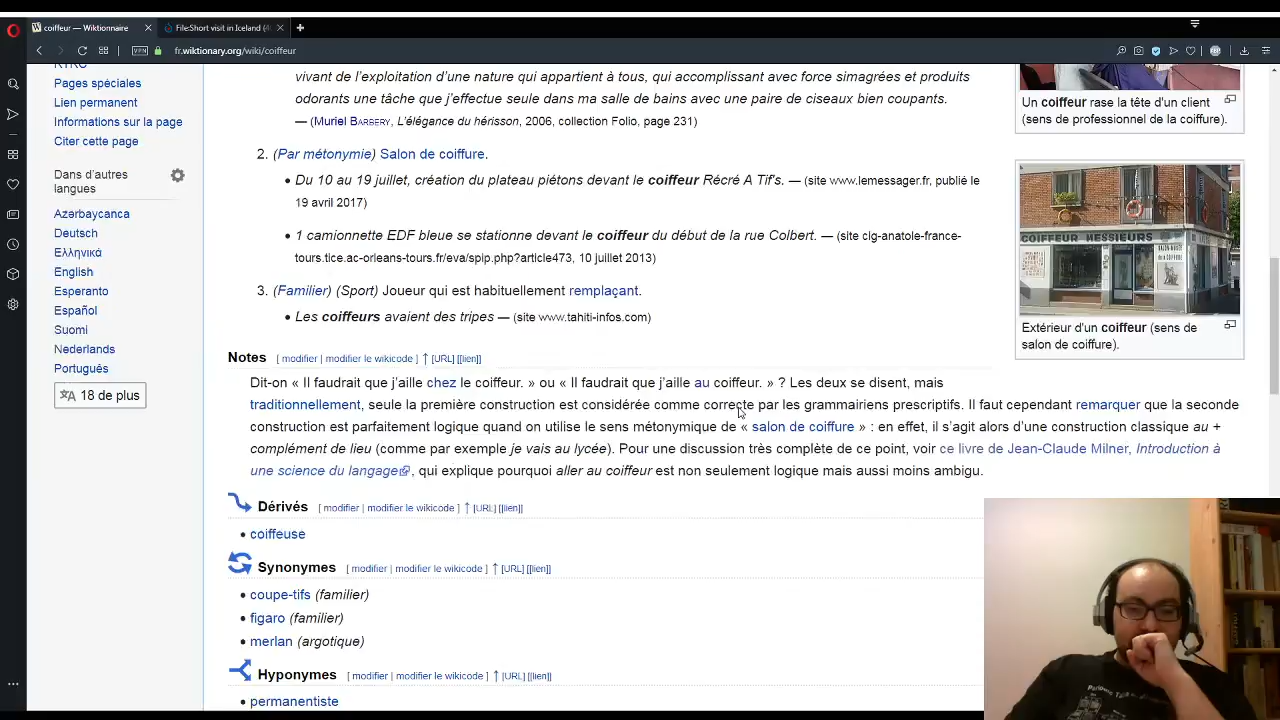 coiffeur — Wiktionnaire
File:Short visit in Iceland (4
VPN
fr.wiktionary.org/wiki/coiffeur
Pages spéciales
Lien permanent
Informations sur la page
Citer cette page
Dans d'autres
langues
Azərbaycanca
Deutsch
Ελληνικά
English
Esperanto
Español
Suomi
Nederlands
Português
18 de plus
vivant de l'exploitation d'une nature qui appartient à tous, qui accomplissant avec force simagrées et produits
odorants une tâche que j'effectue seule dans ma salle de bains avec une paire de ciseaux bien coupants.
— (Muriel Barbery, L'élégance du hérisson, 2006, collection Folio, page 231)
2. (Par métonymie) Salon de coiffure.
• Du 10 au 19 juillet, création du plateau piétons devant le coiffeur Récré A Tif's. — (site www.lemessager.fr, publié le
19 avril 2017)
• 1 camionnette EDF bleue se stationne devant le coiffeur du début de la rue Colbert. — (site clg-anatole-france-
tours.tice.ac-orleans-tours.fr/eva/spip.php?article473, 10 juillet 2013)
3. (Familier) (Sport) Joueur qui est habituellement remplaçant.
• Les coiffeurs avaient des tripes — (site www.tahiti-infos.com)
Un coiffeur rase la tête d'un client
(sens de professionnel de la coiffure).
COIFFEUR MESSIEURS
Extérieur d'un coiffeur (sens de
salon de coiffure).
Notes [ modifier | modifier le wikicode ] ↑ [URL] [[lien]]
Dit-on « Il faudrait que j'aille chez le coiffeur. » ou « Il faudrait que j'aille au coiffeur. » ? Les deux se disent, mais
traditionnellement, seule la première construction est considérée comme correcte par les grammairiens prescriptifs. Il faut cependant remarquer que la seconde
construction est parfaitement logique quand on utilise le sens métonymique de « salon de coiffure » : en effet, il s'agit alors d'une construction classique au +
complément de lieu (comme par exemple je vais au lycée). Pour une discussion très complète de ce point, voir ce livre de Jean-Claude Milner, Introduction à
une science du langage, qui explique pourquoi aller au coiffeur est non seulement logique mais aussi moins ambigu.
Dérivés [ modifier | modifier le wikicode ] ↑ [URL] [[lien]]
• coiffeuse
Synonymes [ modifier | modifier le wikicode ] ↑ [URL] [[lien]]
• coupe-tifs (familier)
• figaro (familier)
• merlan (argotique)
Hyponymes [ modifier | modifier le wikicode ] ↑ [URL] [[lien]]
• permanentiste